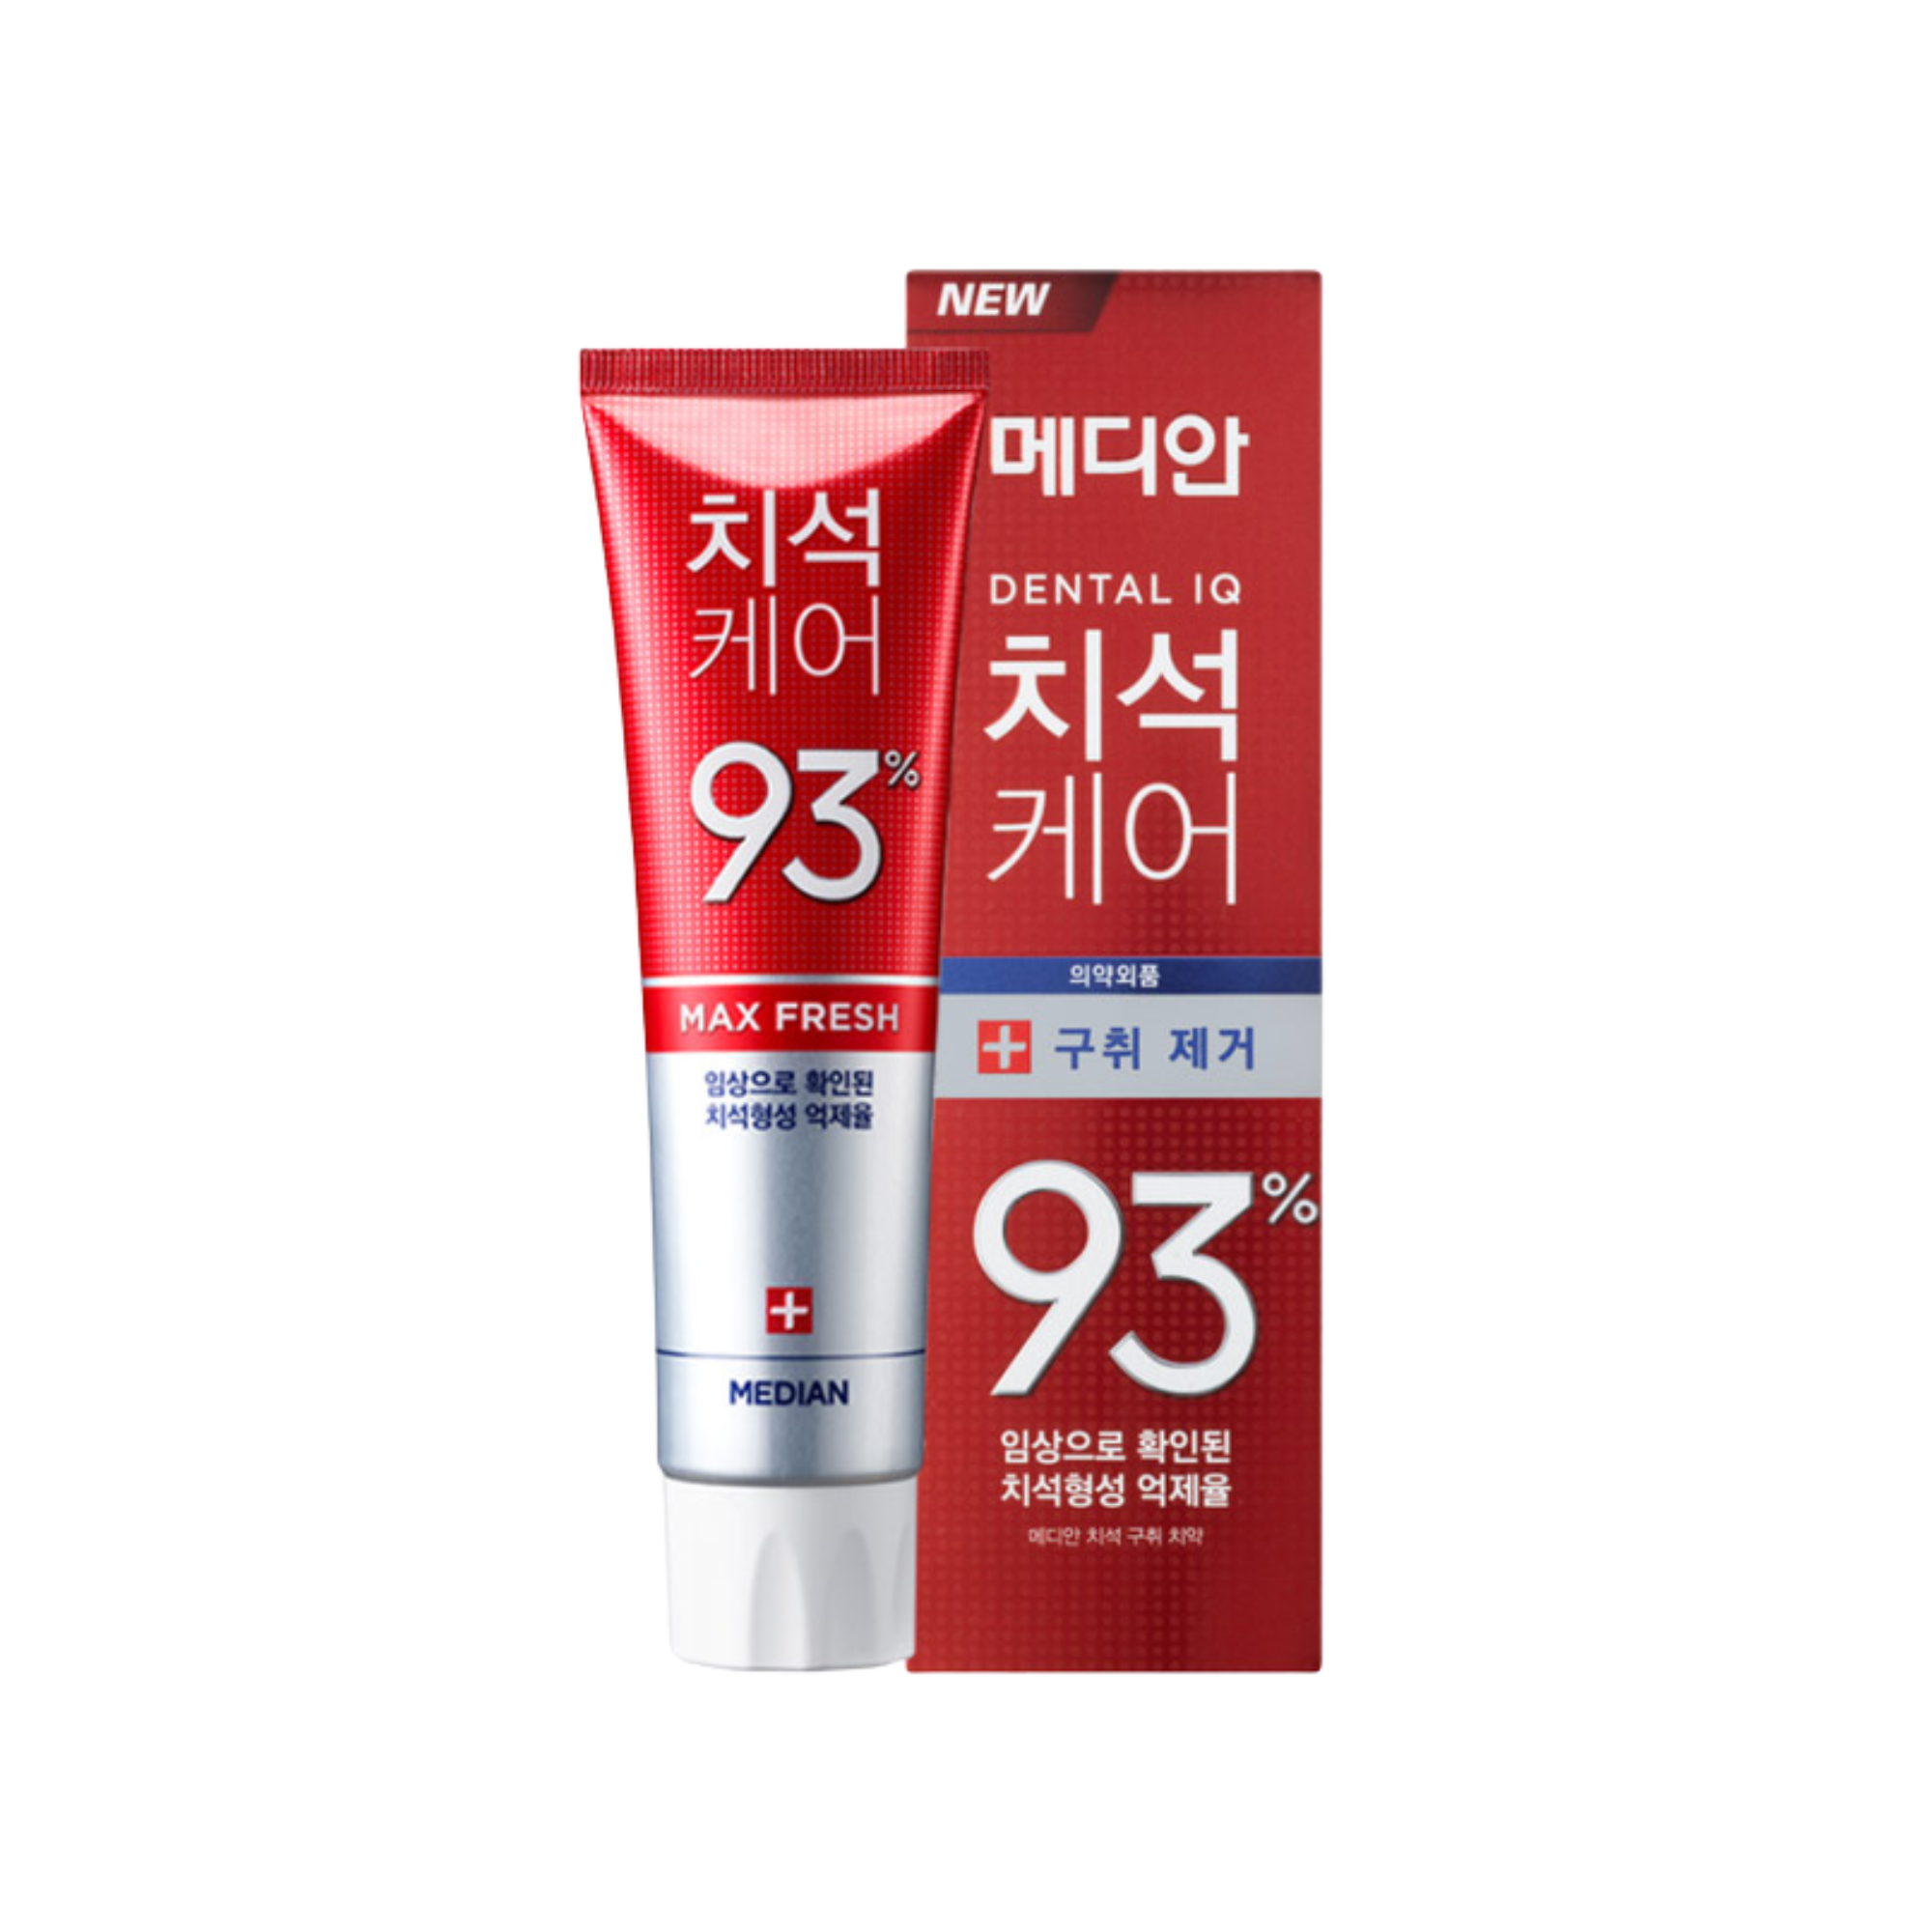 치석
케어
93%
MAX FRESH
임상으로 확인된
치석형성 억제율
MEDIAN
NEW
메디안
DENTAL IQ
치석
케어
의약외품
구취 제거
93%
임상으로 확인된
치석형성 억제율
메디안 치석 구취 치약